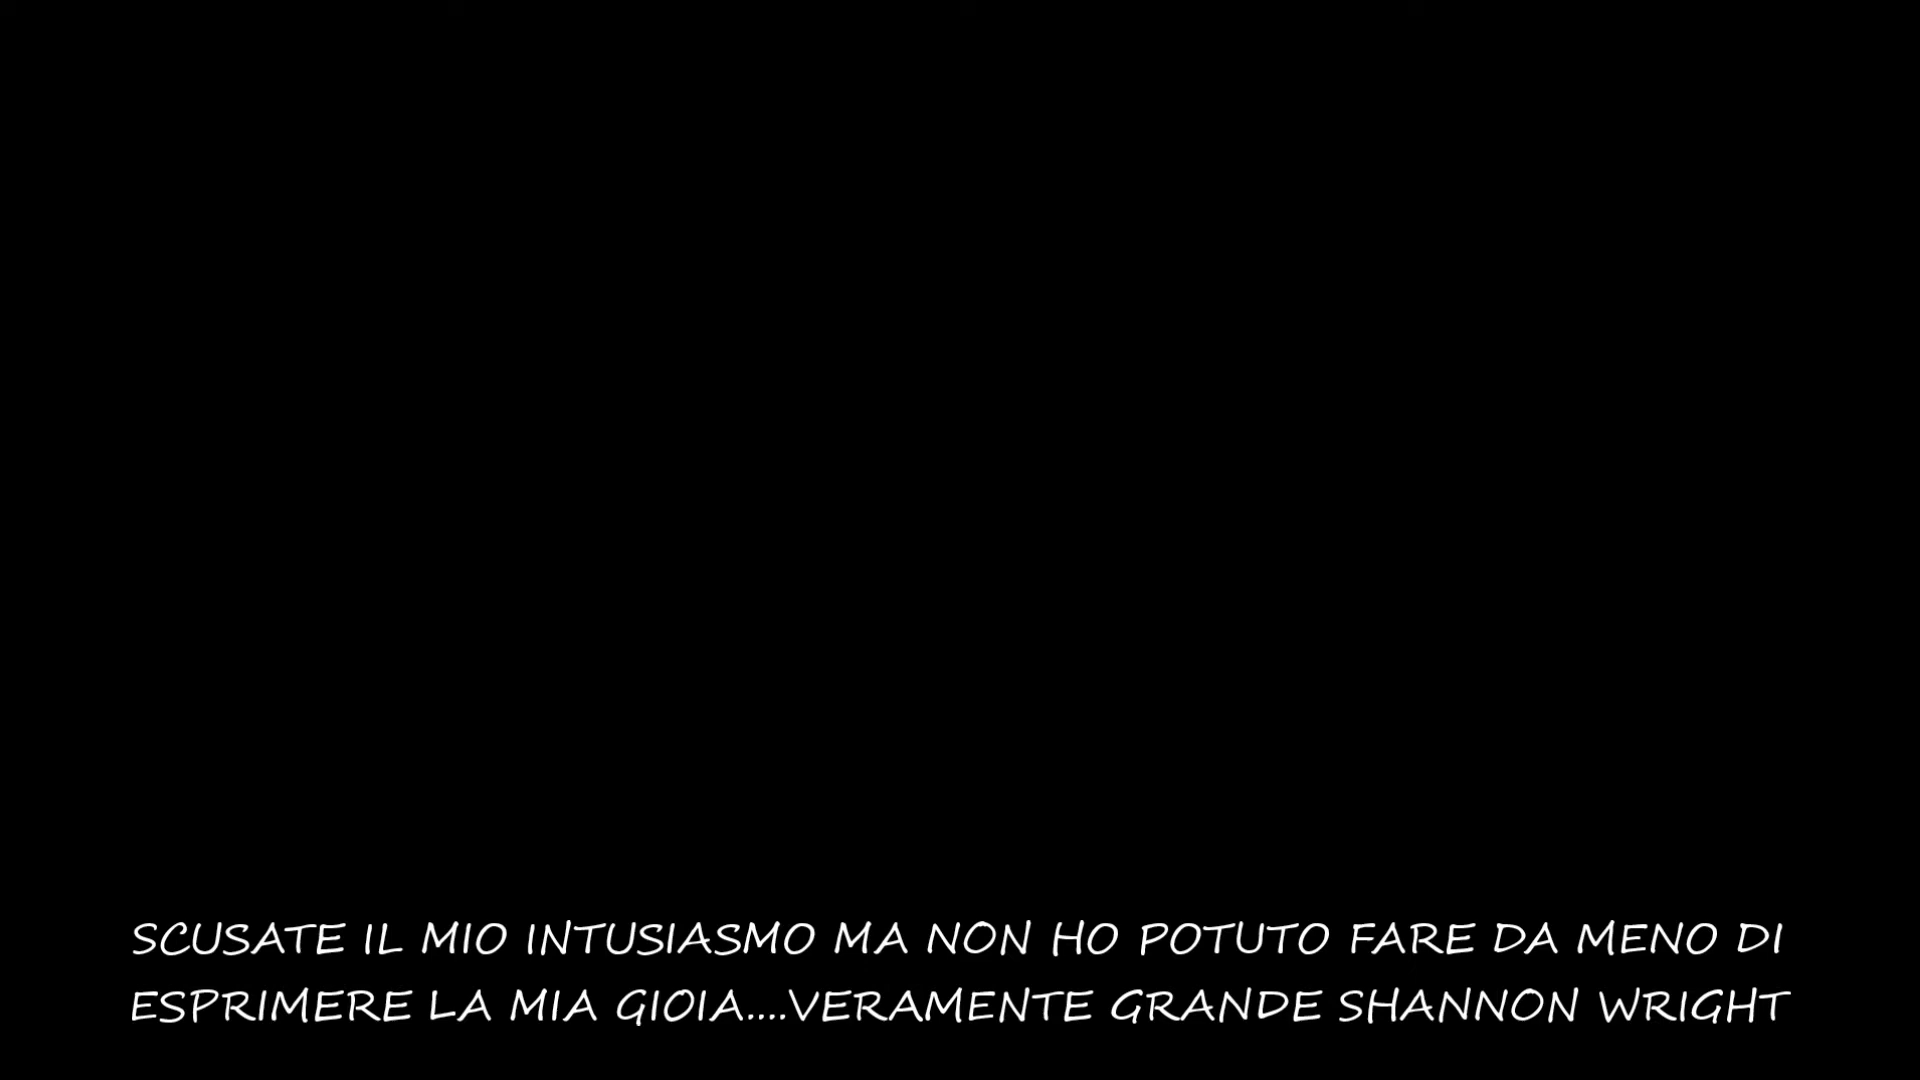 SCUSATE IL MIO INTUSIASMO MA NON HO POTUTO FARE DA MENO DI
ESPRIMERE LA MIA GIOIA....VERAMENTE GRANDE SHANNON WRIGHT